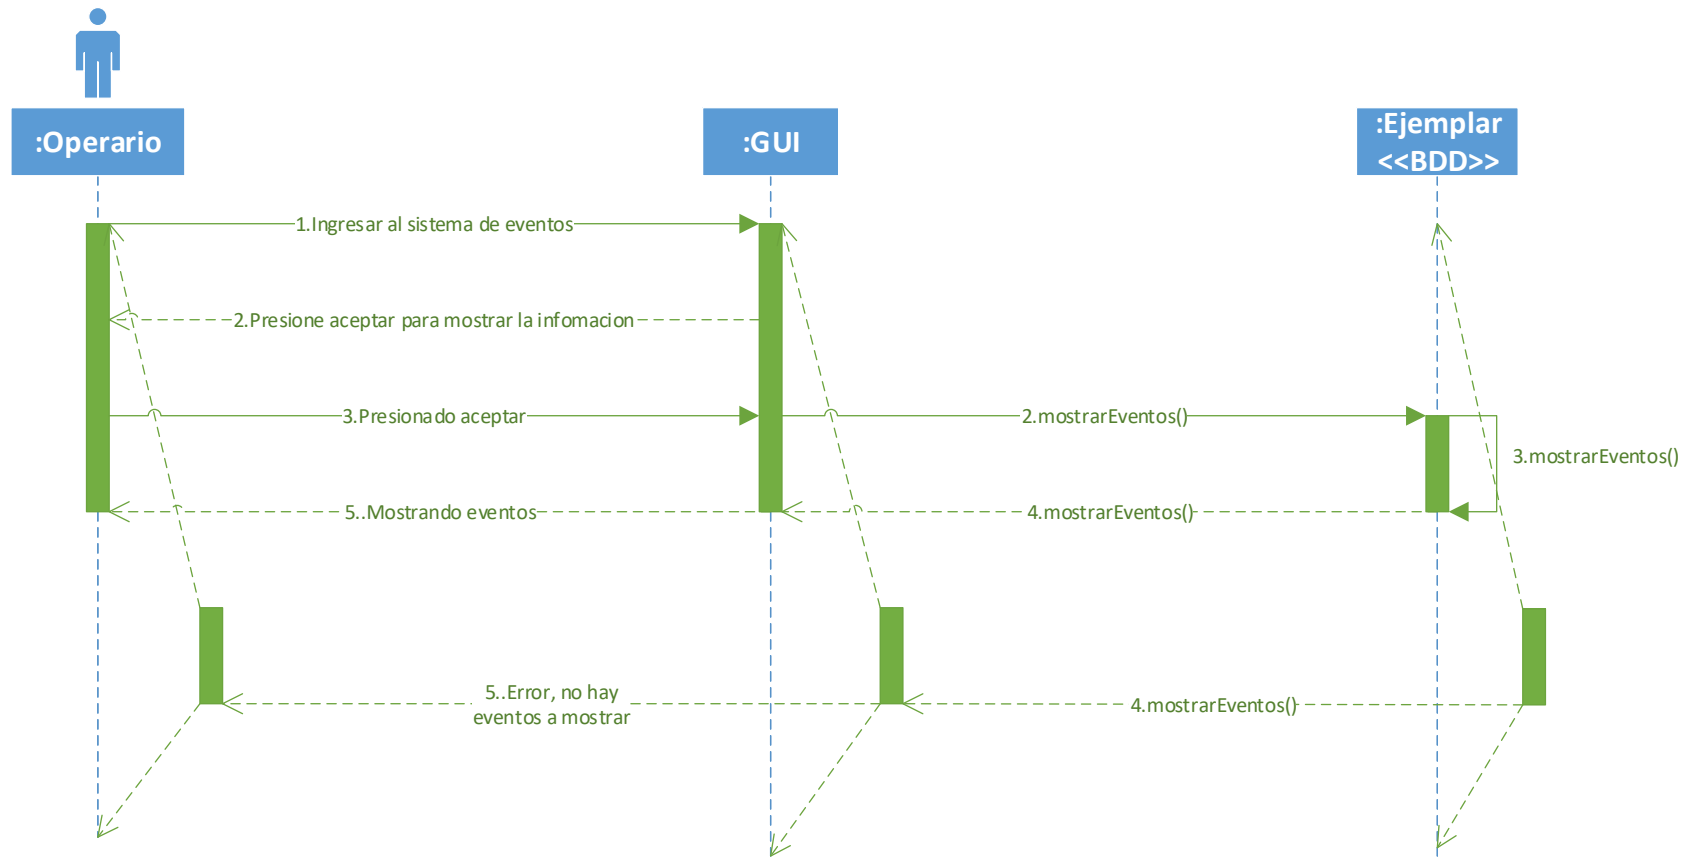 :Operario
:GUI
:Ejemplar
<<BDD>>
1.Ingresar al sistema de eventos
2.Presione aceptar para mostrar la infomacion
3.Presionado aceptar
2.mostrarEventos()
3.mostrarEventos()
5..Mostrando eventos
4.mostrarEventos()
5..Error, no hay
eventos a mostrar
4.mostrarEventos()